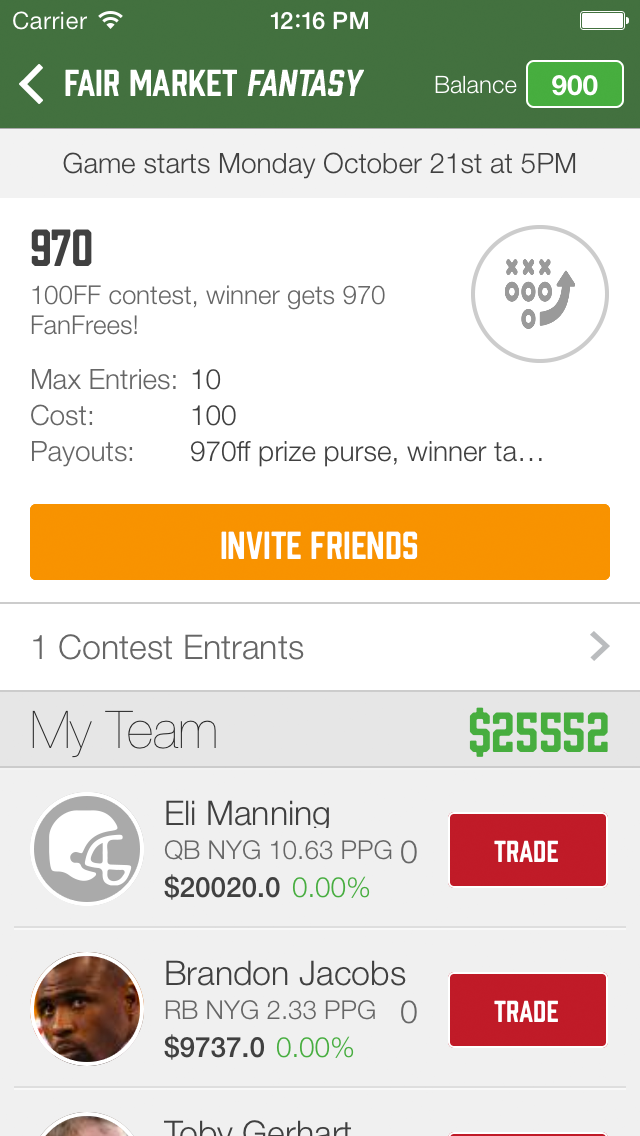 Carrier 12:16 PM
FAIR MARKET FANTASY Balance 900
Game starts Monday October 21st at 5PM
970
100FF contest, winner gets 970
FanFrees!
Max Entries: 10
Cost: 100
Payouts: 970ff prize purse, winner ta...
INVITE FRIENDS
1 Contest Entrants
My Team $25552
Eli Manning
QB NYG 10.63 PPG 0
$20020.0 0.00%
TRADE
Brandon Jacobs
RB NYG 2.33 PPG 0
$9737.0 0.00%
TRADE
Toby Gerhart